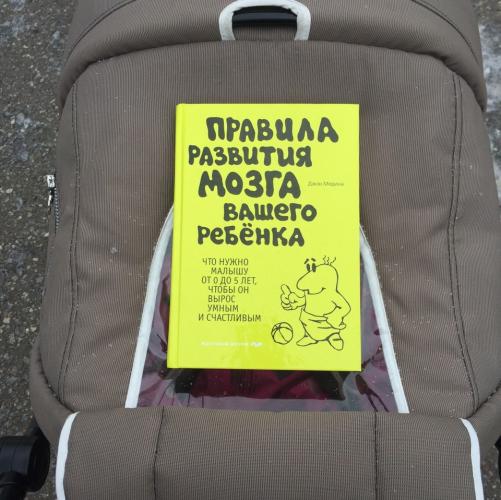 ПРАВИЛА
РАЗВИТИЯ
МОЗГА
Джон Медина
ВАШЕГО
РЕБЁНКА
ЧТО НУЖНО
МАЛЫШУ
ОТ 0 ДО 5 ЛЕТ,
ЧТОБЫ ОН
ВЫРОС
УМНЫМ
И СЧАСТЛИВЫМ